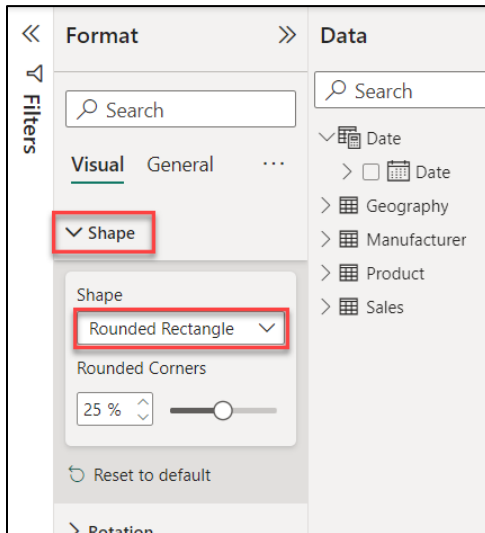 Filters
Format
Search
Visual General ...
Shape
Shape
Rounded Rectangle
Rounded Corners
25 %
Reset to default
Rotation
Data
Search
Date
Date
Geography
Manufacturer
Product
Sales